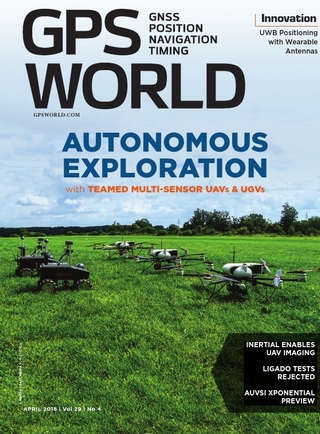 GPS
WORLD
GNSS
POSITION
NAVIGATION
TIMING
GPSWORLD.COM
Innovation
UWB Positioning
with Wearable
Antennas
AUTONOMOUS
EXPLORATION
with TEAMED MULTI-SENSOR UAVs & UGVs
INERTIAL ENABLES
UAV IMAGING
LIGADO TESTS
REJECTED
AUVSI XPONENTIAL
PREVIEW
APRIL 2018 | Vol 29 | No 4